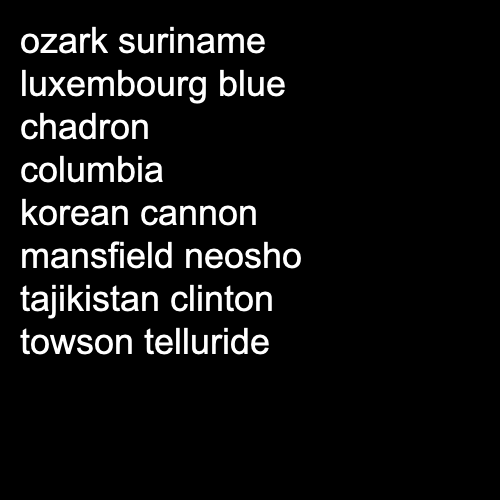 ozark suriname
luxembourg blue
chadron
columbia
korean cannon
mansfield neosho
tajikistan clinton
towson telluride